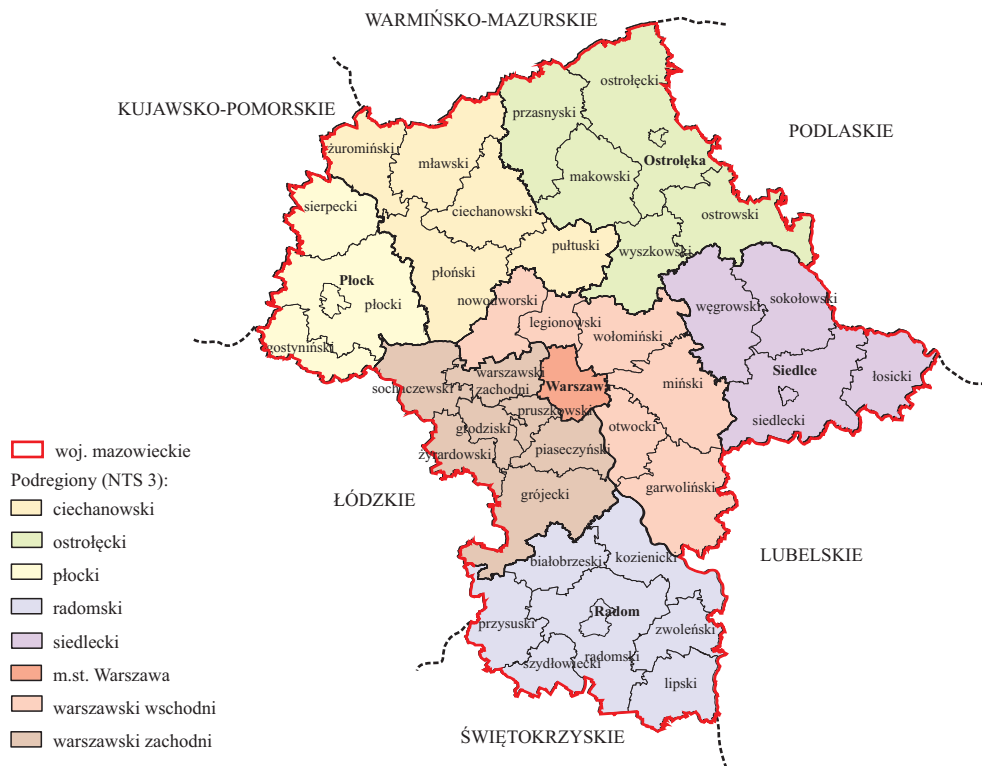 WARMIŃSKO-MAZURSKIE
KUJAWSKO-POMORSKIE
PODLASKIE
ostrołęcki
przasnyski
żuromiński
mławski
Ostrołęka
makowski
sierpecki
ciechanowski
ostrowski
pułtuski
wyszkowski
Płock
płoński
płocki
nowodworski
węgrowski
sokołowski
legionowski
wołomiński
gostyniński
sochaczewski
warszawski
zachodni
Warszaw
miński
Siedlce
łosicki
pruszkowski
grodziski
otwocki
siedlecki
żyrardowski
piaseczyński
garwoliński
grójecki
ŁÓDZKIE
LUBELSKIE
białobrzeski
kozienicki
Radom
przysuski
zwoleński
szydłowiecki
radomski
lipski
ŚWIĘTOKRZYSKIE
woj. mazowieckie
Podregiony (NTS 3):
ciechanowski
ostrołęcki
płocki
radomski
siedlecki
m.st. Warszawa
warszawski wschodni
warszawski zachodni